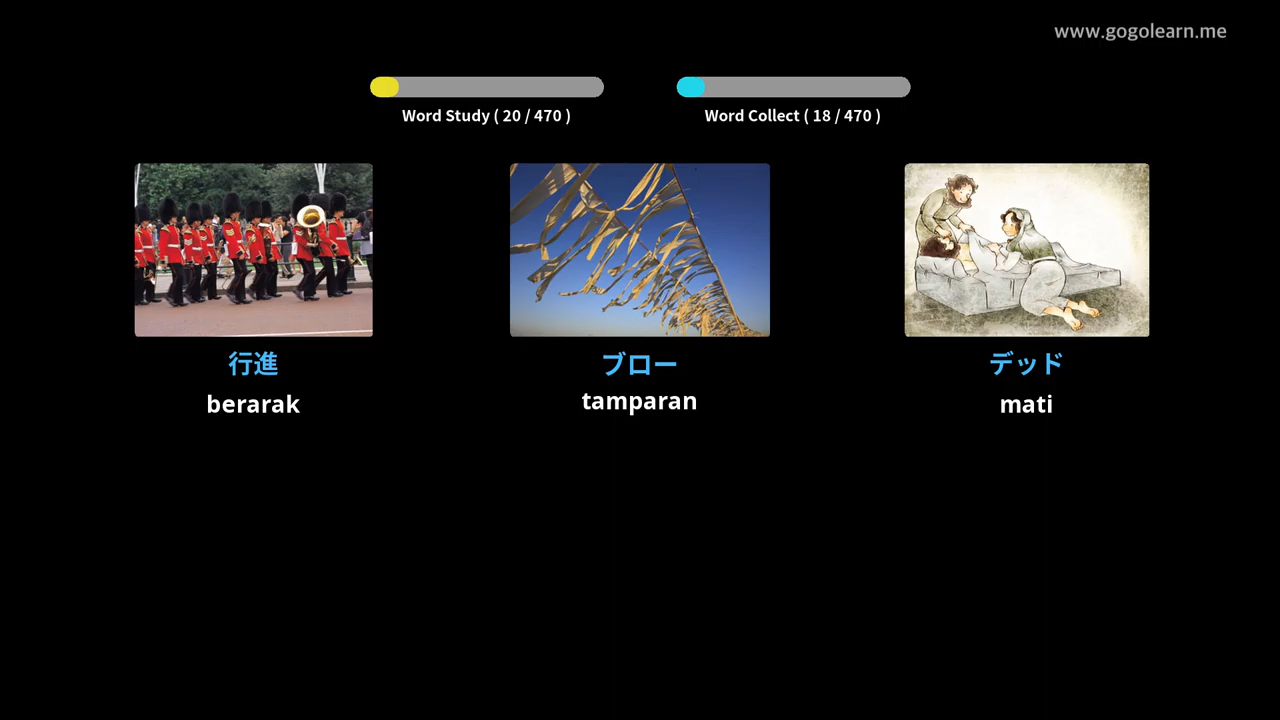 www.gogolearn.me
Word Study ( 20 / 470 )
Word Collect ( 18 / 470 )
行進
ブロー
デッド
berarak
tamparan
mati